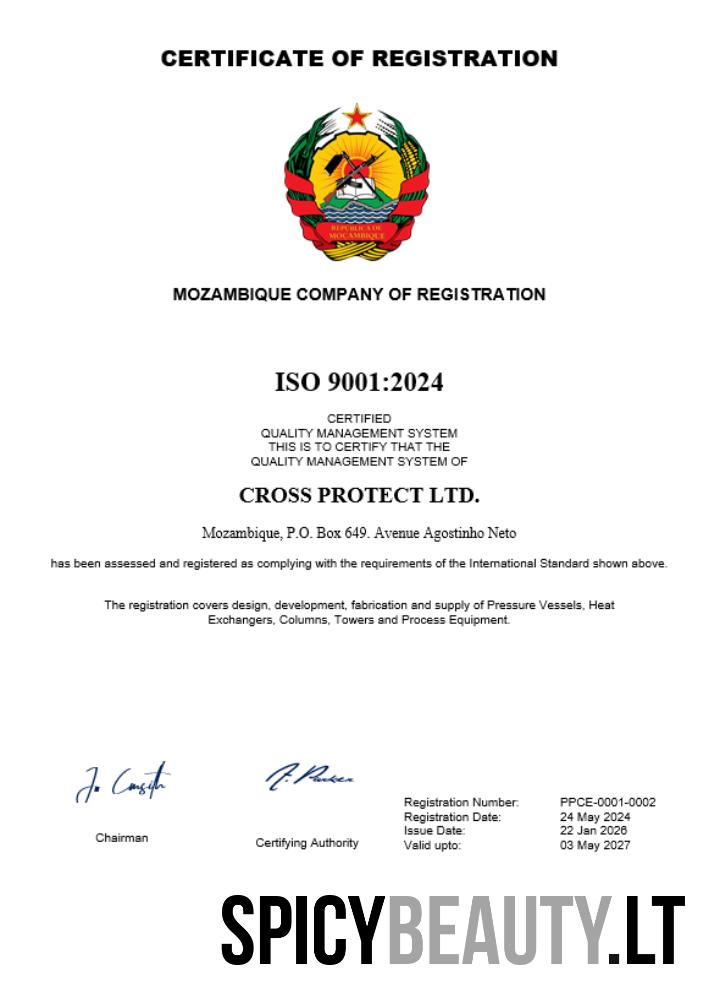 CERTIFICATE OF REGISTRATION
REPÚBLICA DE
MOÇAMBIQUE
MOZAMBIQUE COMPANY OF REGISTRATION
ISO 9001:2024
CERTIFIED
QUALITY MANAGEMENT SYSTEM
THIS IS TO CERTIFY THAT THE
QUALITY MANAGEMENT SYSTEM OF
CROSS PROTECT LTD.
Mozambique, P.O. Box 649. Avenue Agostinho Neto
has been assessed and registered as complying with the requirements of the International Standard shown above.
The registration covers design, development, fabrication and supply of Pressure Vessels, Heat
Exchangers, Columns, Towers and Process Equipment.
Chairman
Certifying Authority
Registration Number: PPCE-0001-0002
Registration Date: 24 May 2024
Issue Date: 22 Jan 2026
Valid upto: 03 May 2027
SPICYBEAUTY.LT